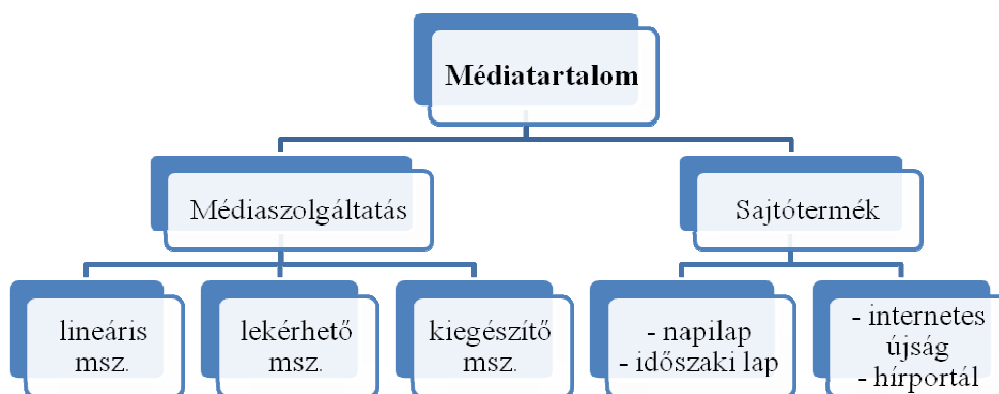 Médiatartalom
Médiaszolgáltatás
Sajtótermék
lineáris
msz.
lekérhető
msz.
kiegészítő
msz.
- napilap
- időszaki lap
- internetes
újság
- hírportál